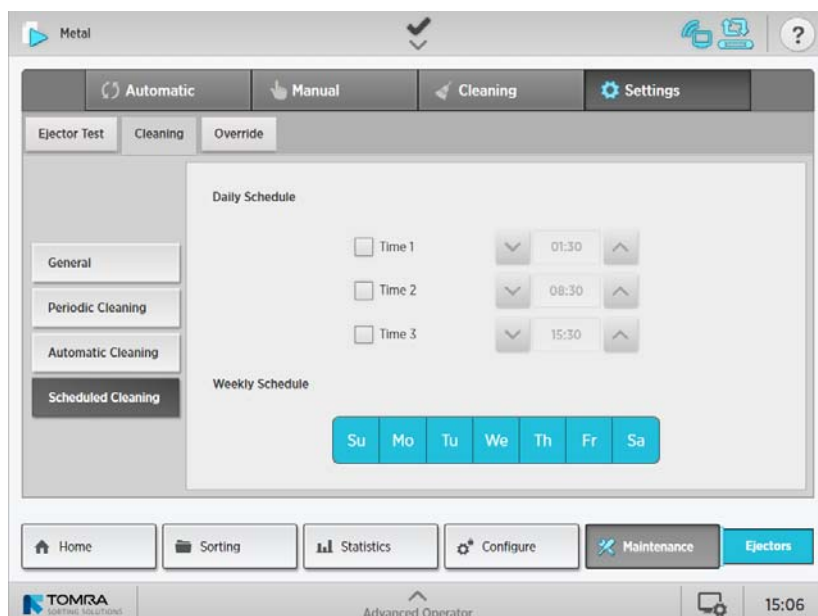 Metal
?
Automatic Manual Cleaning Settings
Ejector Test Cleaning Override
Daily Schedule
Time 1 01:30
General
Time 2 08:30
Periodic Cleaning
Time 3 15:30
Automatic Cleaning
Weekly Schedule
Scheduled Cleaning
Su Mo Tu We Th Fr Sa
Home Sorting Statistics Configure Maintenance Ejectors
TOMRA
SORTING SOLUTIONS
Advanced Operator
15:06